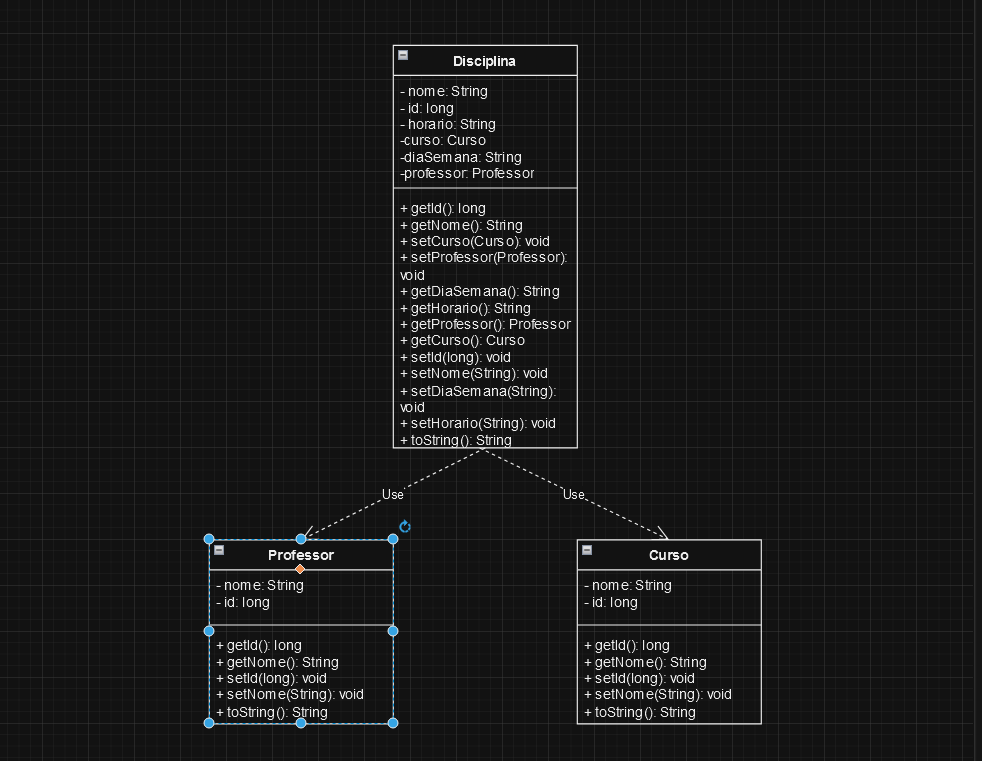 Disciplina
- nome: String
- id: long
- horario: String
-curso: Curso
-diaSemana: String
-professor: Professor
+ getId(): long
+ getNome(): String
+ setCurso(Curso): void
+ setProfessor(Professor):
void
+ getDiaSemana(): String
+ getHorario(): String
+ getProfessor(): Professor
+ getCurso(): Curso
+ setId(long): void
+ setNome(String): void
+ setDiaSemana(String):
void
+ setHorario(String): void
+ toString(): String
Use
Use
Professor
- nome: String
- id: long
+ getId(): long
+ getNome(): String
+ setId(long): void
+ setNome(String): void
+ toString(): String
Curso
- nome: String
- id: long
+ getId(): long
+ getNome(): String
+ setId(long): void
+ setNome(String): void
+ toString(): String